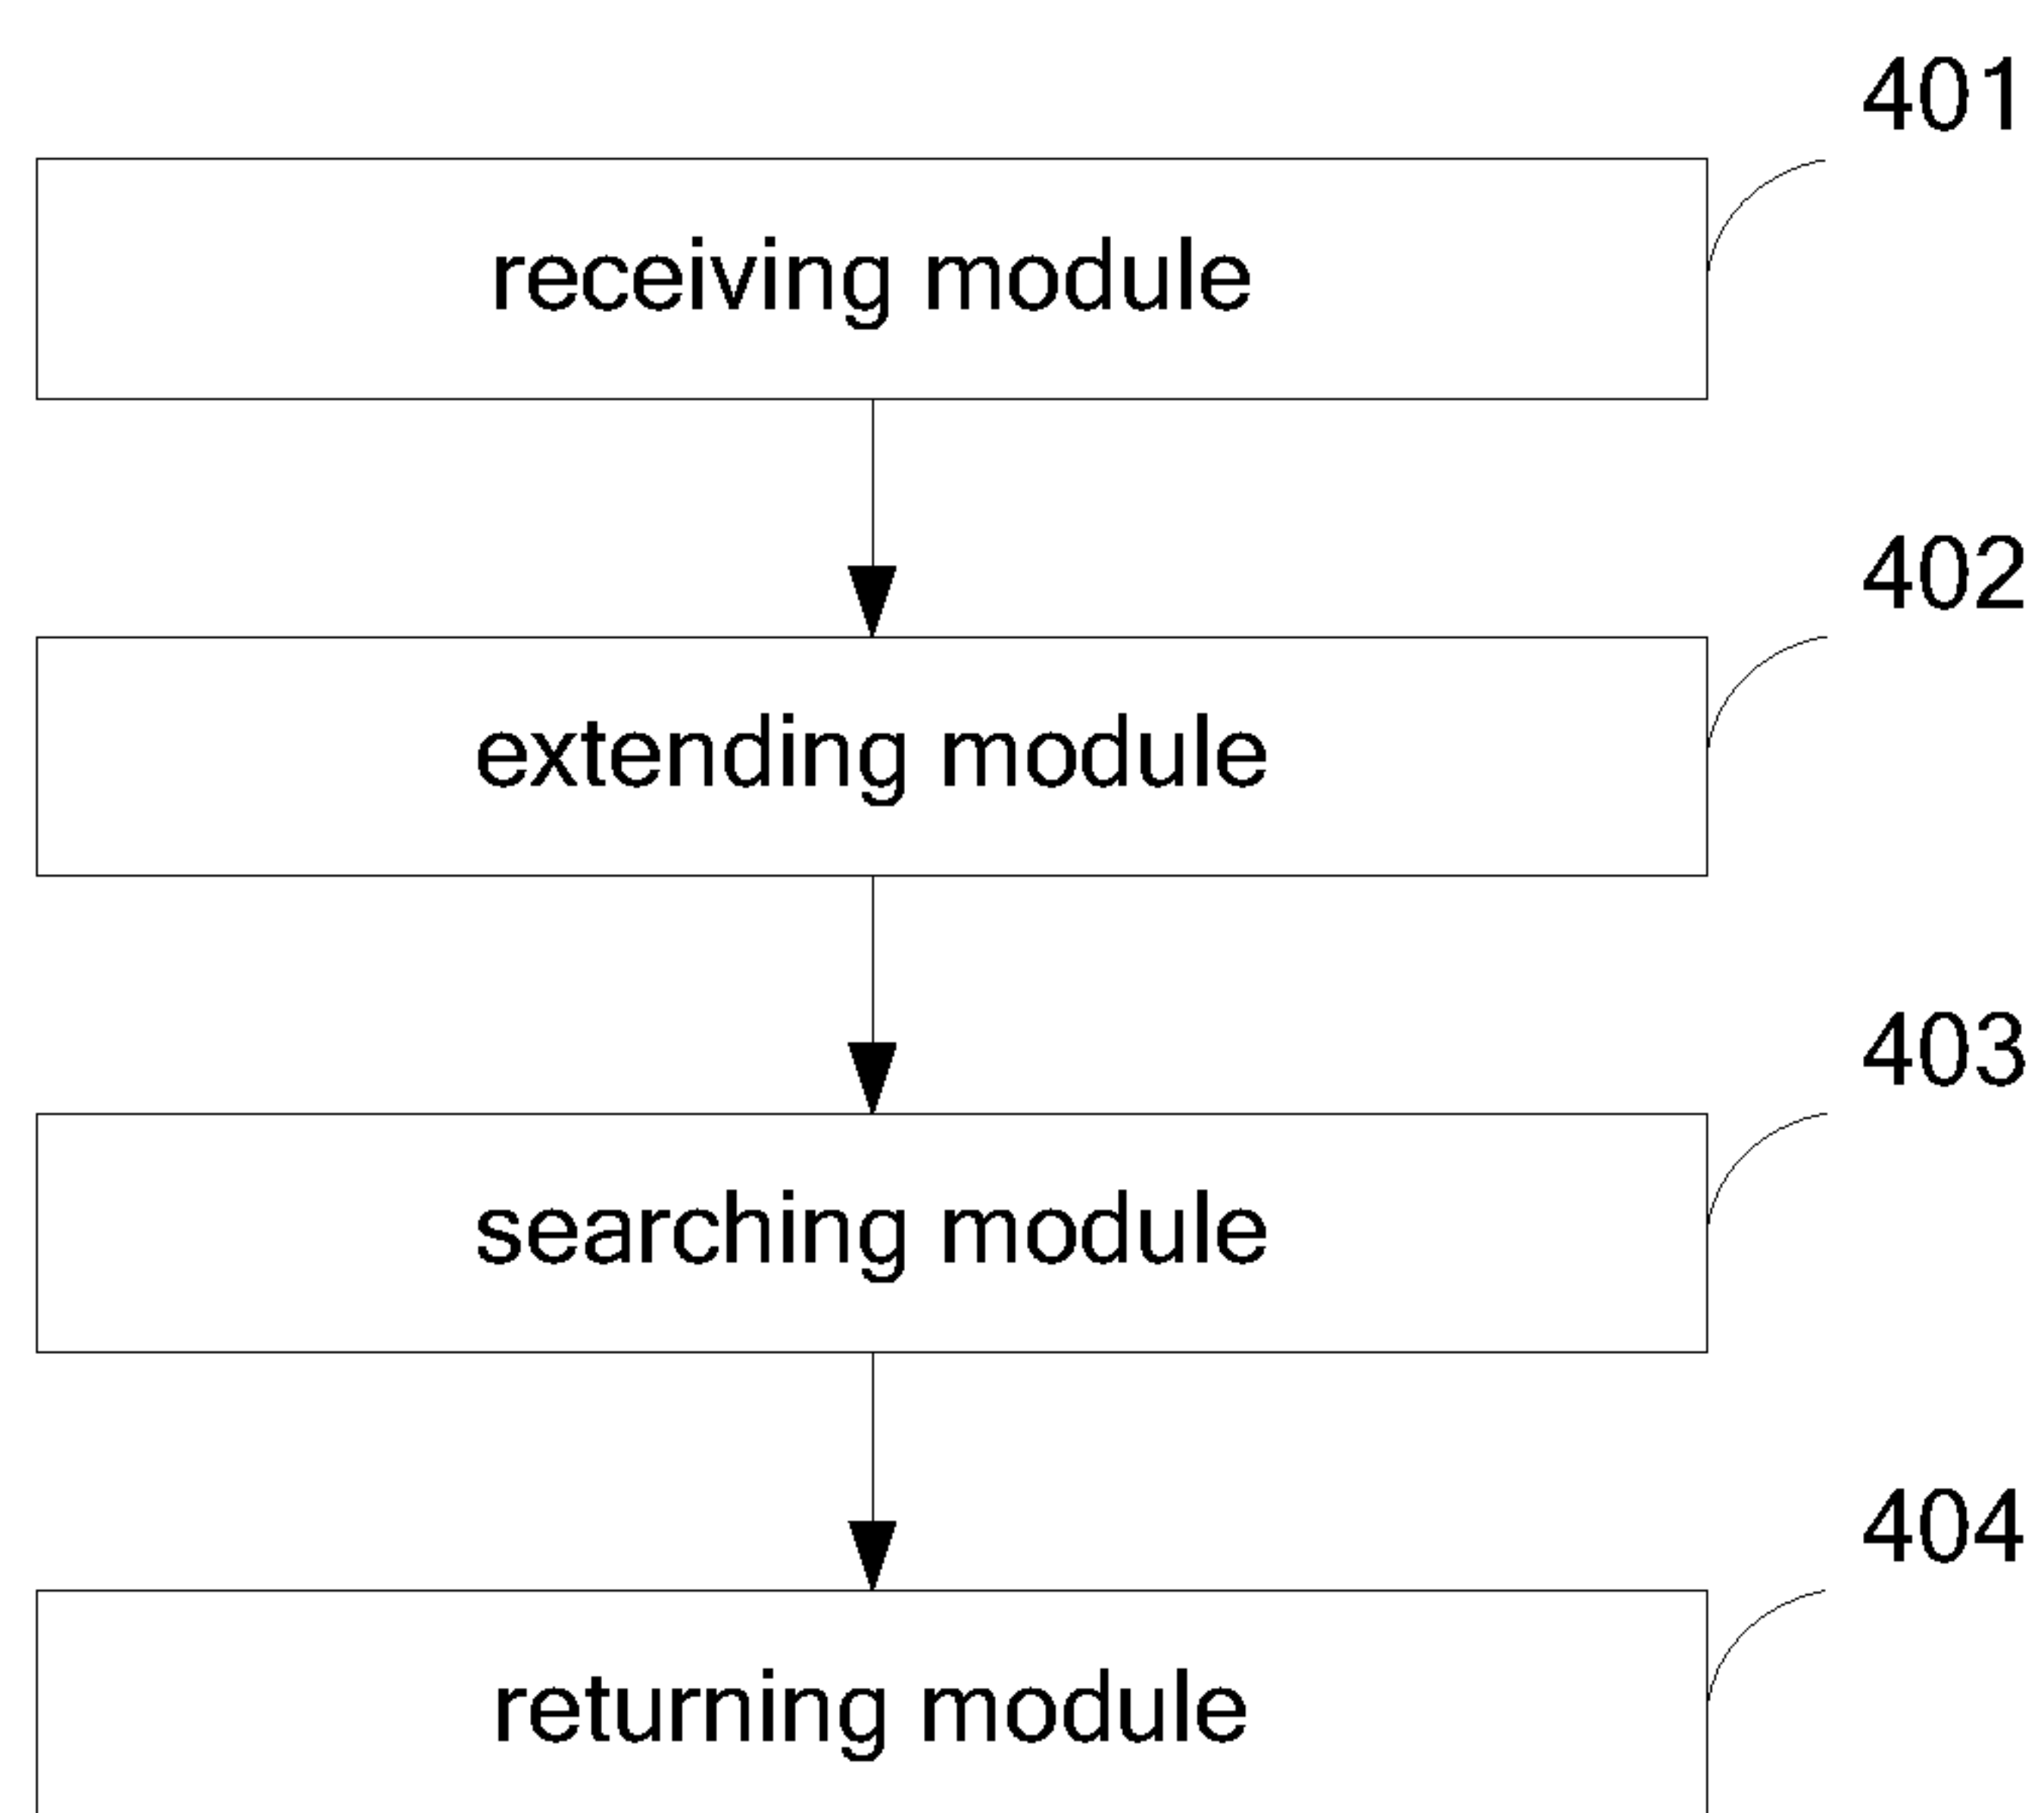 401
receiving module
402
extending module
403
searching module
404
returning module